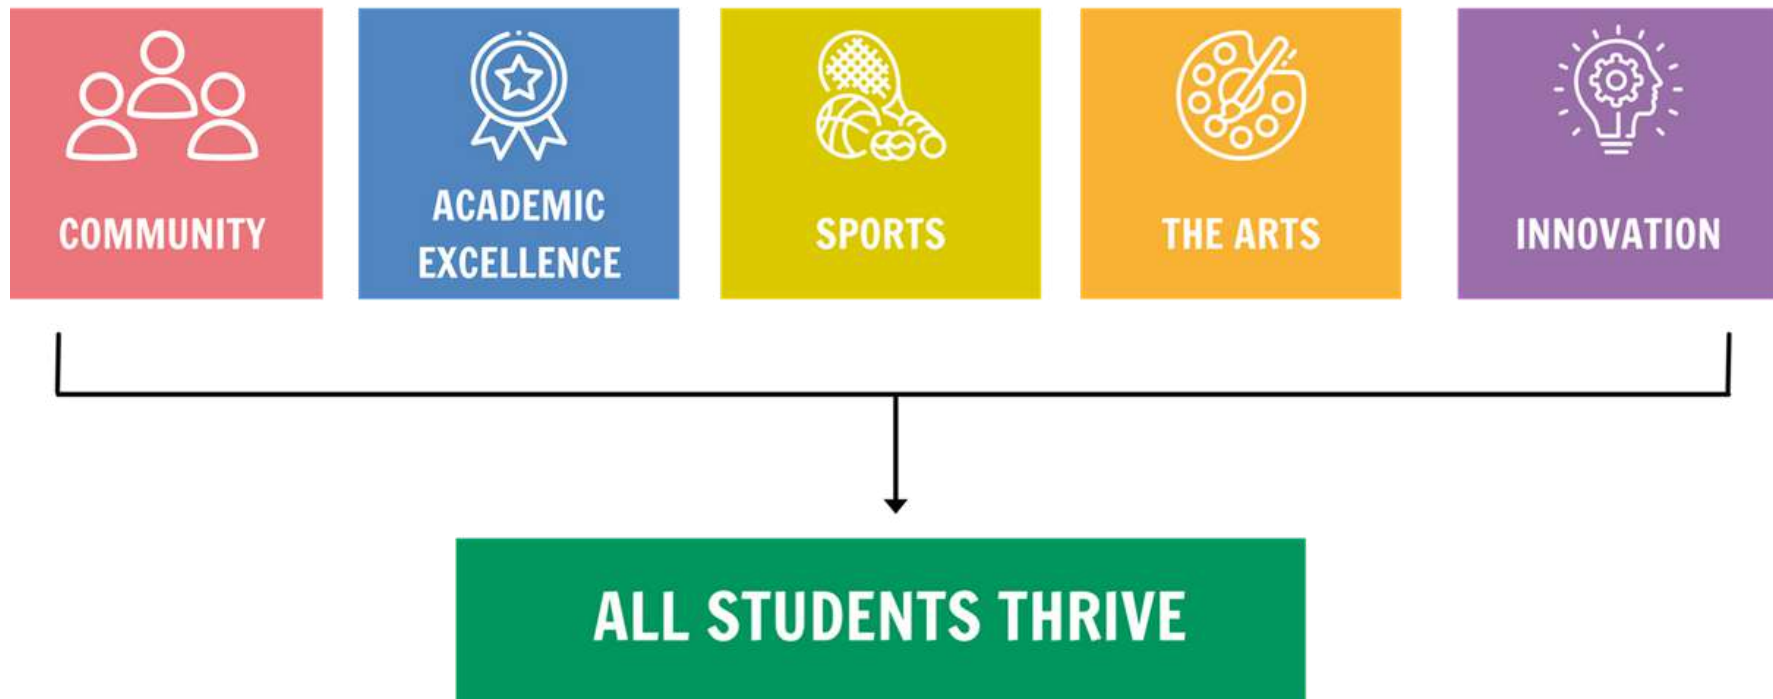 COMMUNITY
ACADEMIC
EXCELLENCE
SPORTS
THE ARTS
INNOVATION
ALL STUDENTS THRIVE